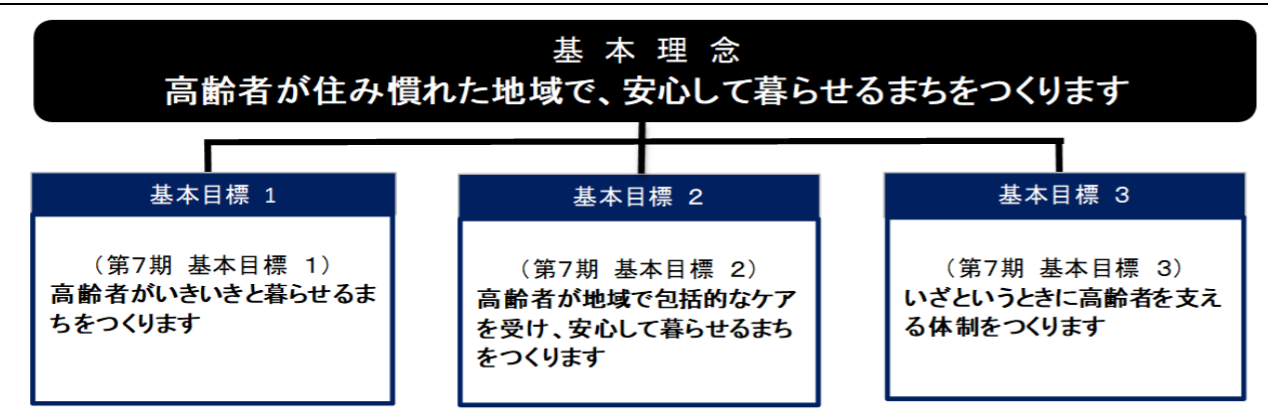 基 本 理 念
高齢者が住み慣れた地域で、安心して暮らせるまちをつくります
基本目標 1
（第7期 基本目標 1）
高齢者がいきいきと暮らせるま
ちをつくります
基本目標 2
（第7期 基本目標 2）
高齢者が地域で包括的なケア
を受け、安心して暮らせるまち
をつくります
基本目標 3
（第7期 基本目標 3）
いざというときに高齢者を支え
る体制をつくります